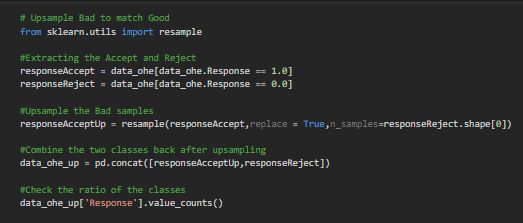 # Upsample Bad to match Good
from sklearn.utils import resample
#Extracting the Accept and Reject
responseAccept = data_ohe[data_ohe.Response == 1.0]
responseReject = data_ohe[data_ohe.Response == 0.0]
#Upsample the Bad samples
responseAcceptUp = resample(responseAccept,replace = True,n_samples=responseReject.shape[0])
#Combine the two classes back after upsampling
data_ohe_up = pd.concat([responseAcceptUp,responseReject])
#Check the ratio of the classes
data_ohe_up['Response'].value_counts()